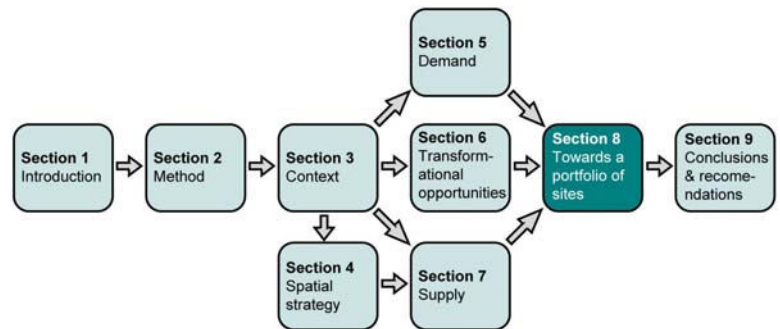 Section 5
Demand
Section 1
Introduction
Section 2
Method
Section 3
Context
Section 6
Transform-
ational
opportunities
Section 8
Towards a
portfolio of
sites
Section 9
Conclusions
& recome-
ndations
Section 4
Spatial
strategy
Section 7
Supply